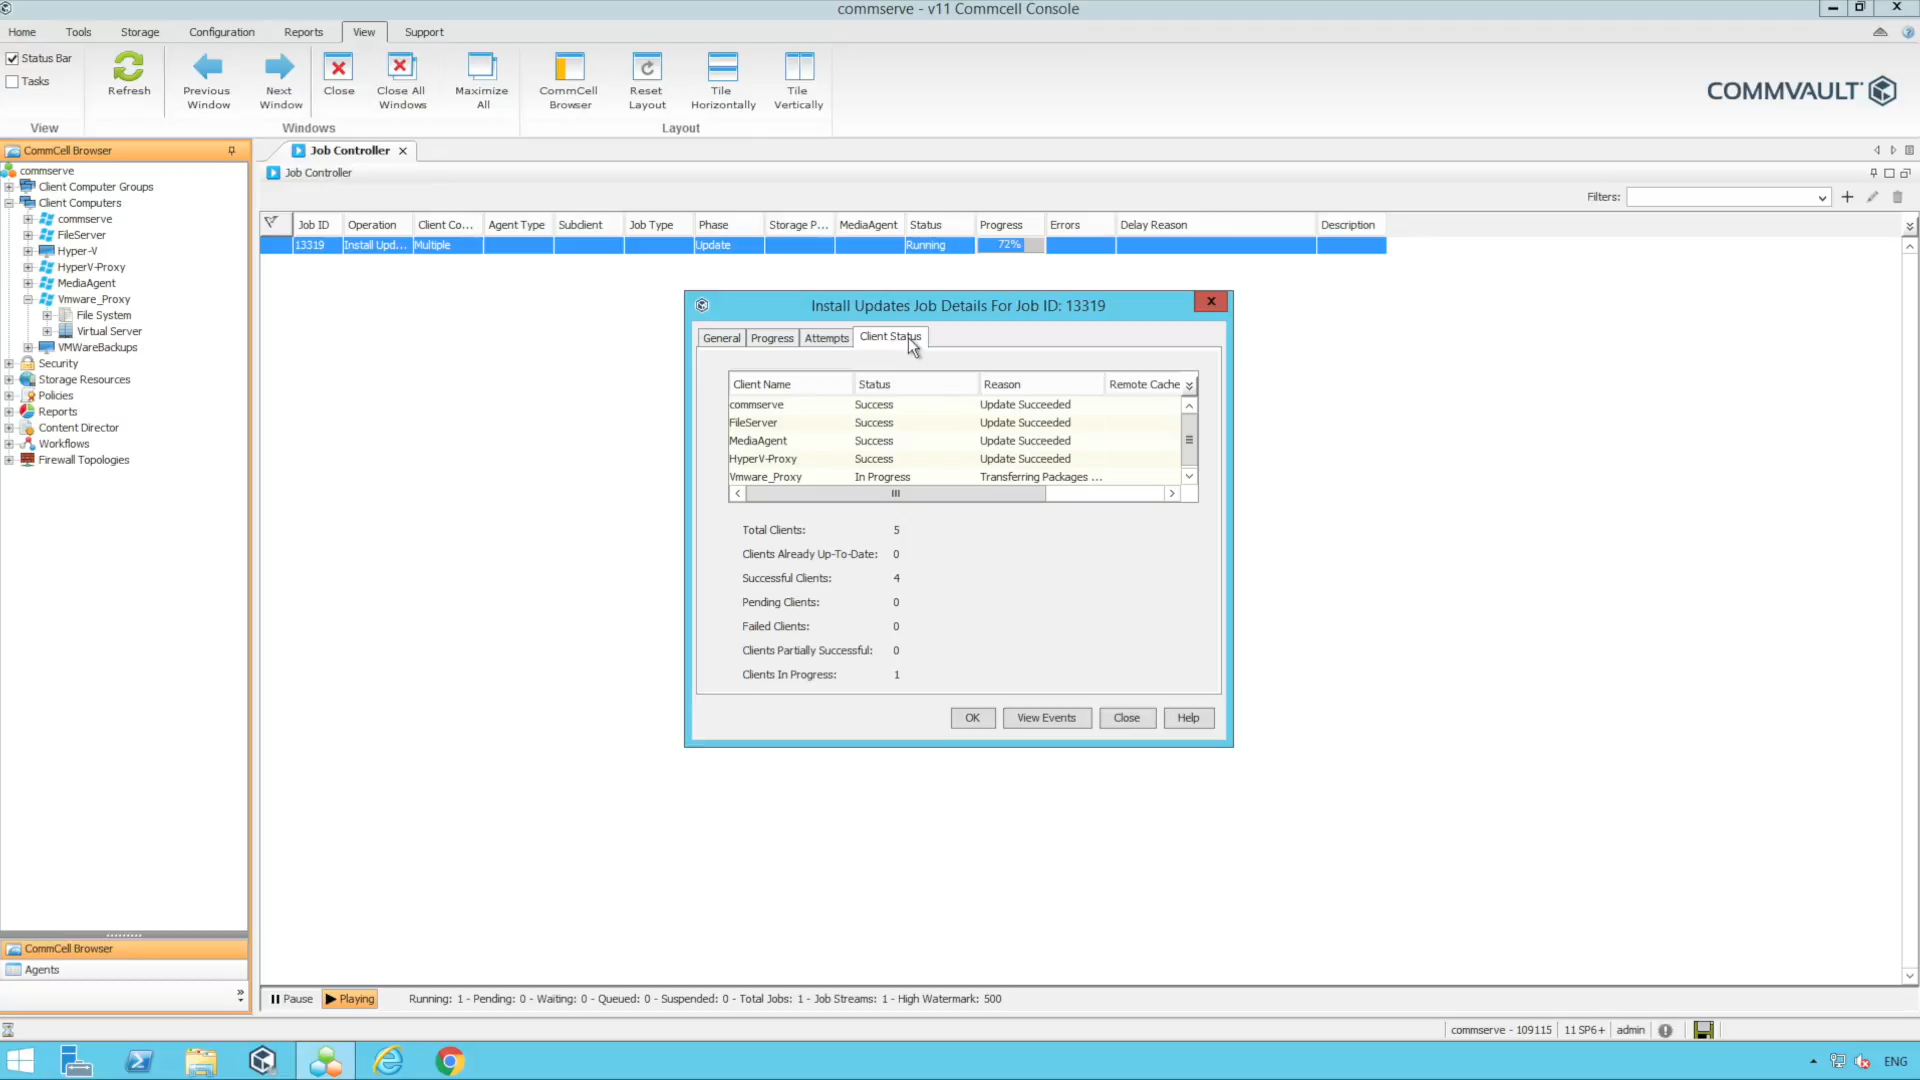 commserve - v11 Commcell Console
Home Tools Storage Configuration Reports View Support
Status Bar
Tasks
Refresh
Previous Window
Next Window
Close
Close All Windows
Maximize All
CommCell Browser
Reset Layout
Tile Horizontally
Tile Vertically
COMMVAULT
View Windows Layout
CommCell Browser
commserve
Client Computer Groups
Client Computers
commserve
FileServer
Hyper-V
HyperV-Proxy
MediaAgent
Vmware_Proxy
File System
Virtual Server
VMWareBackups
Security
Storage Resources
Policies
Reports
Content Director
Workflows
Firewall Topologies
CommCell Browser
Agents
Job Controller
Job Controller
Filters:
Job ID Operation Client Co... Agent Type Subclient Job Type Phase Storage P... MediaAgent Status Progress Errors Delay Reason Description
13319 Install Upd... Multiple Update Running 72%
Install Updates Job Details For Job ID: 13319
General Progress Attempts Client Status
Client Name Status Reason Remote Cache
commserve Success Update Succeeded
FileServer Success Update Succeeded
MediaAgent Success Update Succeeded
HyperV-Proxy Success Update Succeeded
Vmware_Proxy In Progress Transferring Packages ...
Total Clients: 5
Clients Already Up-To-Date: 0
Successful Clients: 4
Pending Clients: 0
Failed Clients: 0
Clients Partially Successful: 0
Clients In Progress: 1
OK View Events Close Help
Pause Playing Running: 1 - Pending: 0 - Waiting: 0 - Queued: 0 - Suspended: 0 - Total Jobs: 1 - Job Streams: 1 - High Watermark: 500
commserve - 109115 11 SP6+ admin
ENG